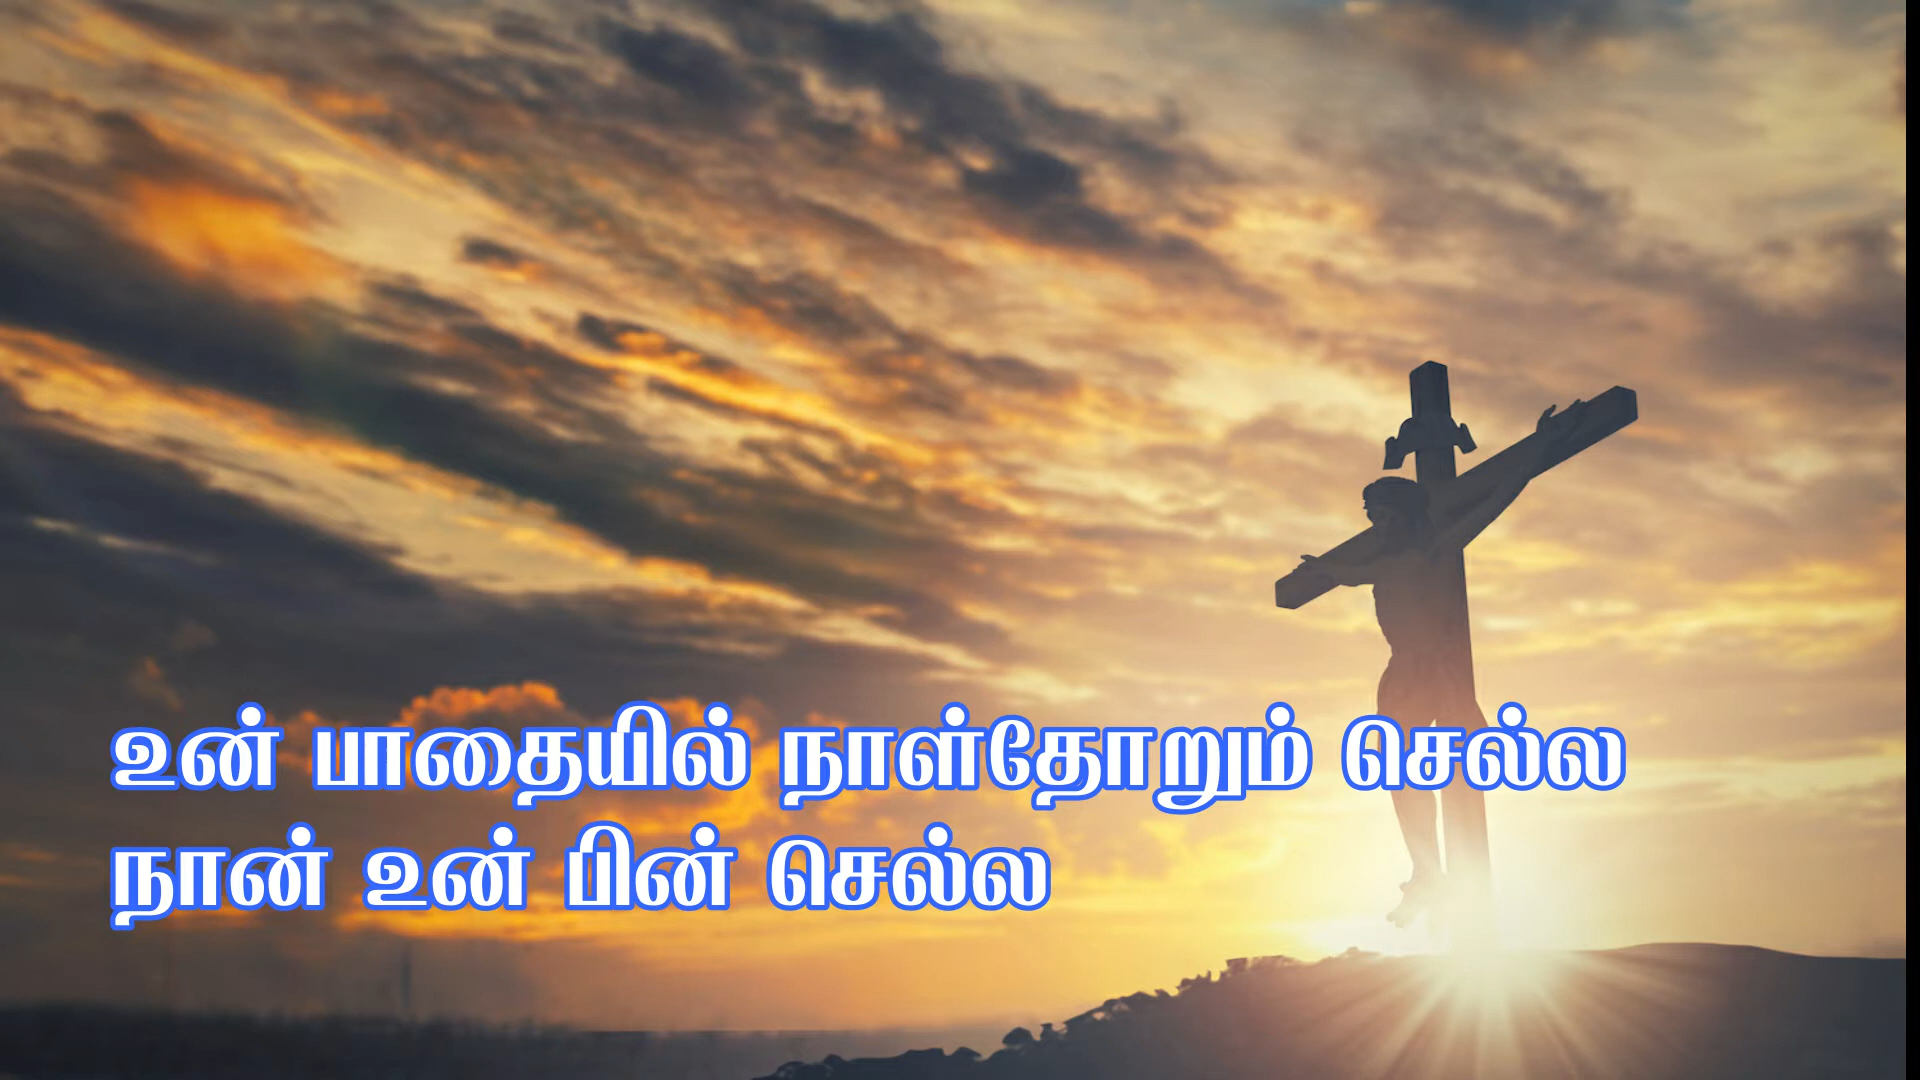 உன் பாதையில் நாள்தோறும் செல்ல
நான் உன் பின் செல்ல